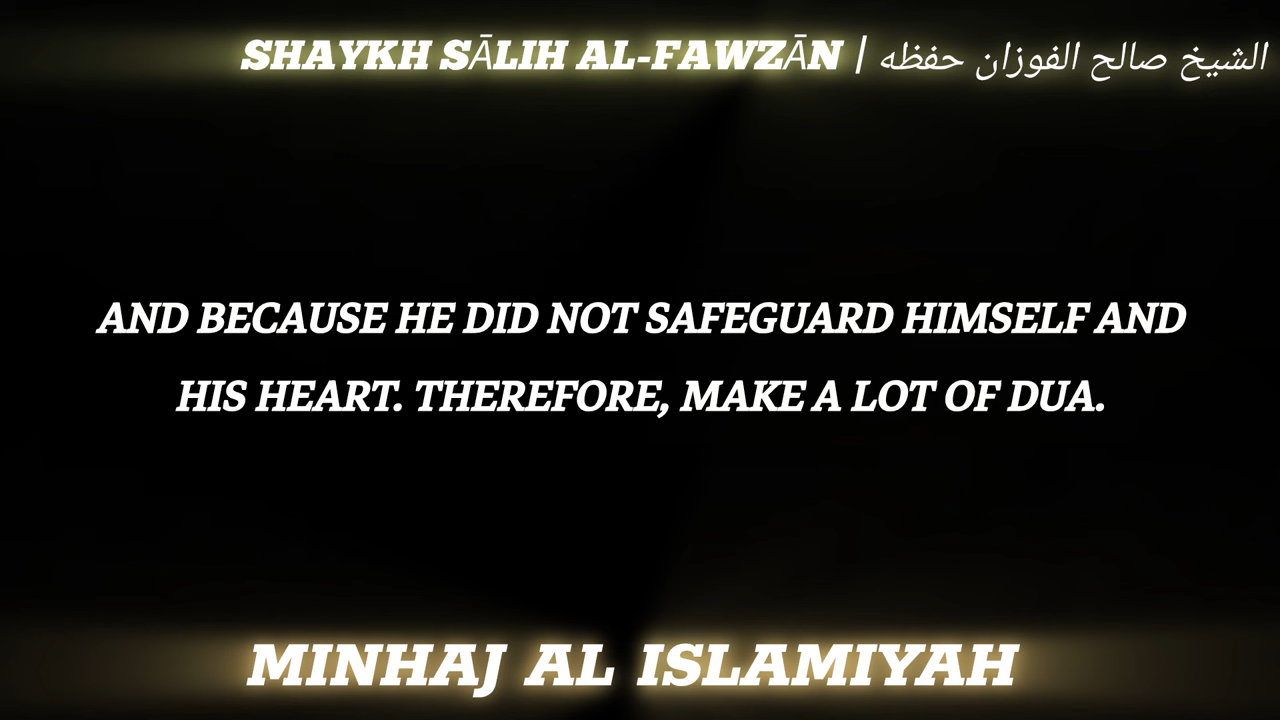 SHAYKH SĀLIH AL-FAWZĀN | الشيخ صالح الفوزان حفظه
AND BECAUSE HE DID NOT SAFEGUARD HIMSELF AND
HIS HEART. THEREFORE, MAKE A LOT OF DUA.
MINHAJ AL ISLAMIYAH